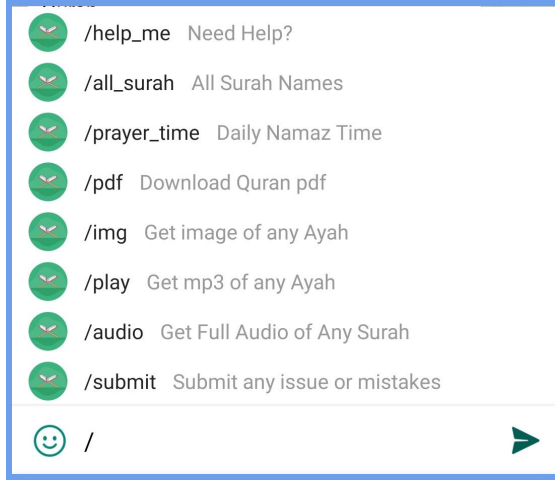 /help_me Need Help?
/all_surah All Surah Names
/prayer_time Daily Namaz Time
/pdf Download Quran pdf
/img Get image of any Ayah
/play Get mp3 of any Ayah
/audio Get Full Audio of Any Surah
/submit Submit any issue or mistakes
/